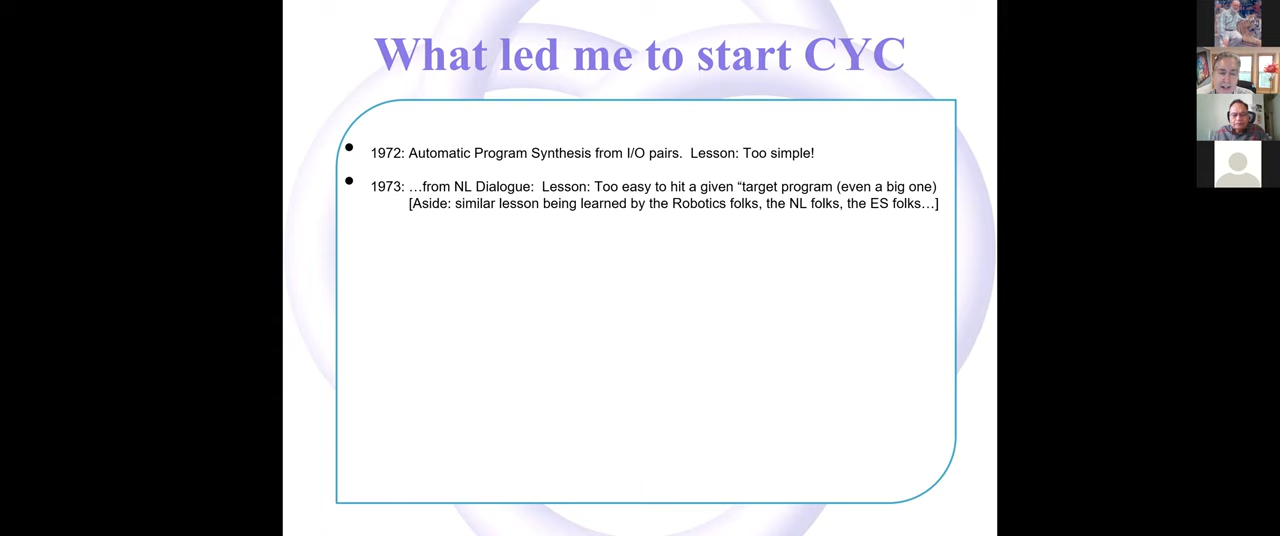 What led me to start CYC
• 1972: Automatic Program Synthesis from I/O pairs.  Lesson: Too simple!
• 1973: …from NL Dialogue:  Lesson: Too easy to hit a given “target program (even a big one)
[Aside: similar lesson being learned by the Robotics folks, the NL folks, the ES folks…]